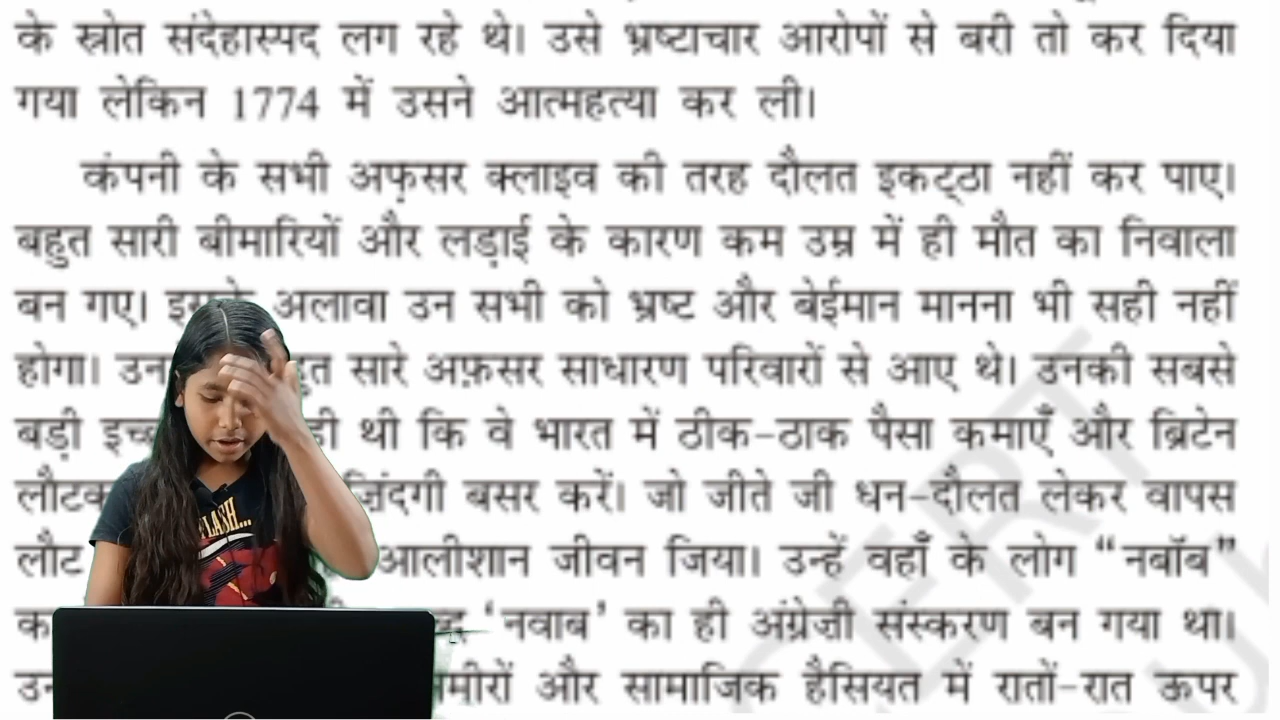 के स्रोत संदेहास्पद लग रहे थे। उसे भ्रष्टाचार आरोपों से बरी तो कर दिया
गया लेकिन 1774 में उसने आत्महत्या कर ली।
कंपनी के सभी अफ़सर क्लाइव की तरह दौलत इकट्ठा नहीं कर पाए।
बहुत सारी बीमारियों और लड़ाई के कारण कम उम्र में ही मौत का निवाला
बन गए। अलावा उन सभी को भ्रष्ट और बेईमान मानना भी सही नहीं
होगा। सारे अफ़सर साधारण परिवारों से आए थे। उनकी सबसे
बड़ी थी कि वे भारत में ठीक-ठाक पैसा कमाएँ और ब्रिटेन
ज़िंदगी बसर करें। जो जीते जी धन-दौलत लेकर वापस
लौट आलीशान जीवन जिया। उन्हें वहाँ के लोग “नबॉब”
‘नवाब’ का ही अंग्रेज़ी संस्करण बन गया था।
और सामाजिक हैसियत में रातों-रात ऊपर
FLASH...
NCERT